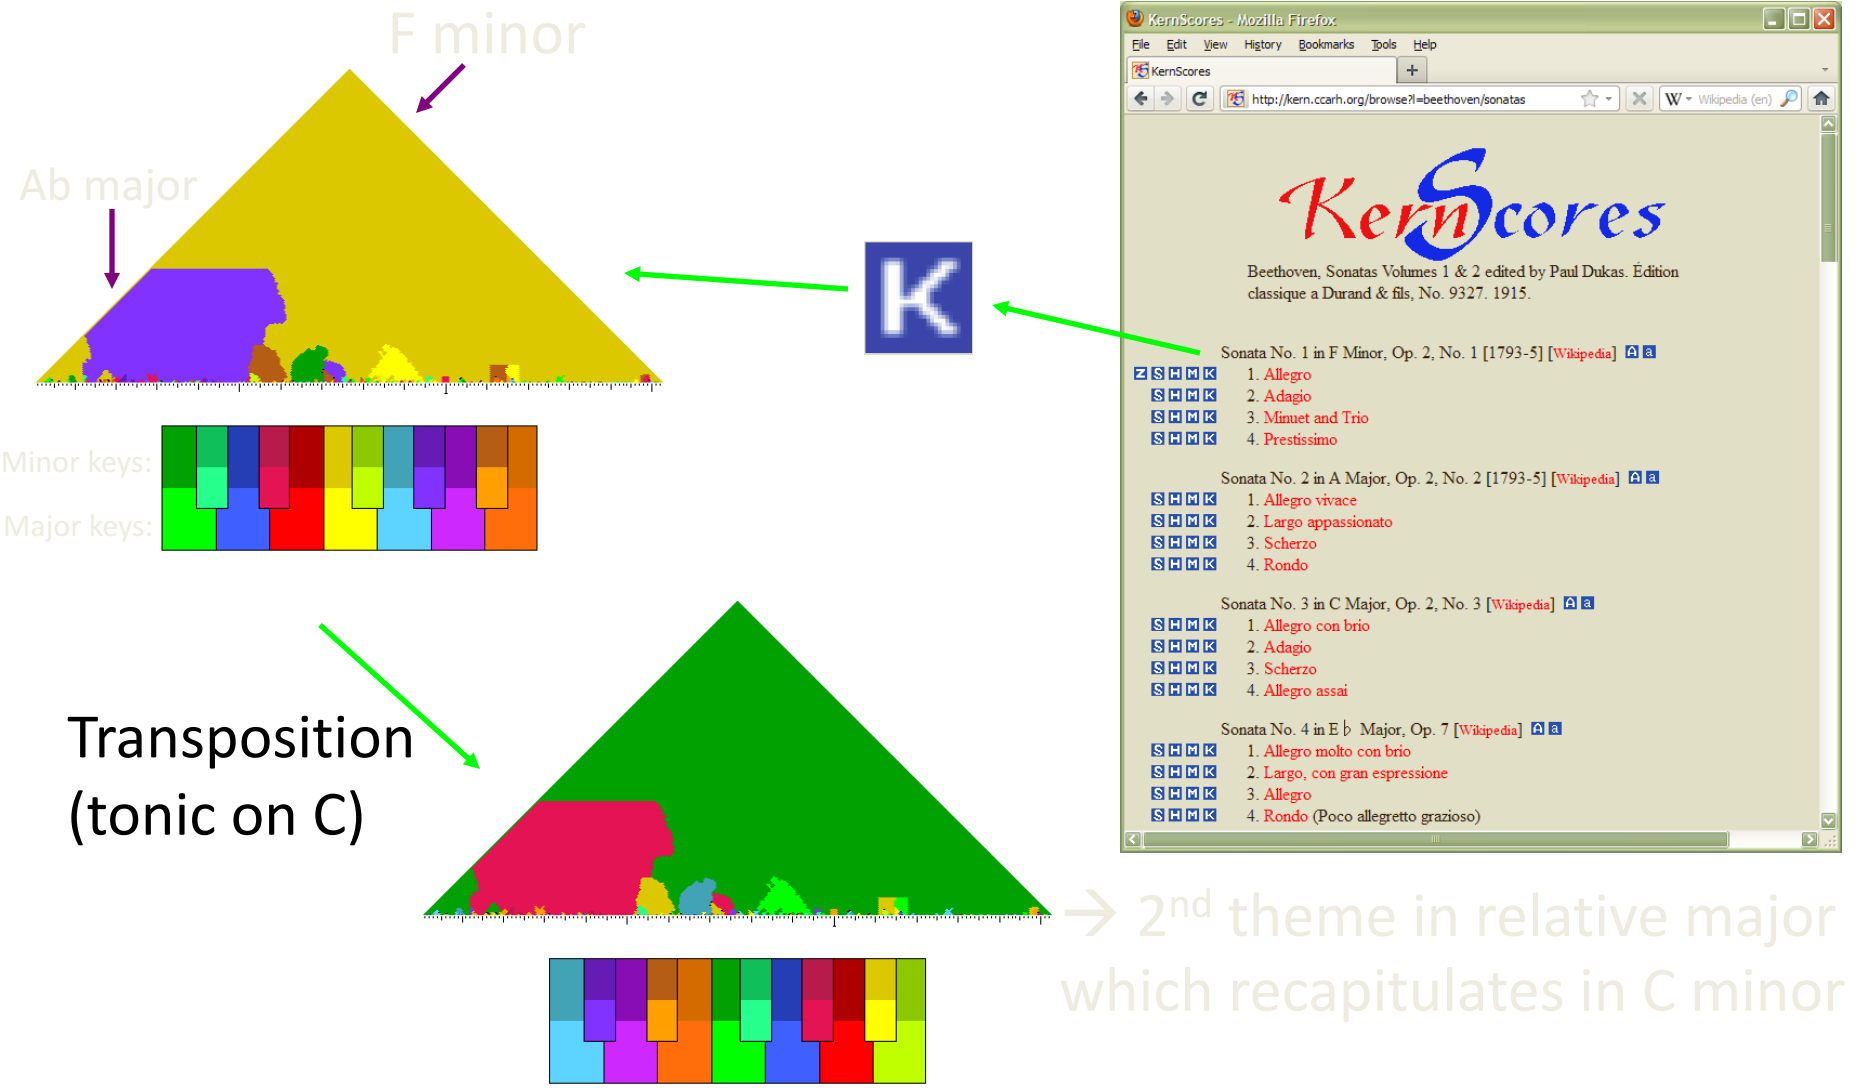 F minor
Ab major
Minor keys:
Major keys:
Transposition
(tonic on C)
K
KernScores - Mozilla Firefox
File Edit View History Bookmarks Tools Help
KernScores
http://kern.ccarh.org/browse?l=beethoven/sonatas
W Wikipedia (en)
KernScores
Beethoven, Sonatas Volumes 1 & 2 edited by Paul Dukas. Édition
classique a Durand & fils, No. 9327. 1915.
Sonata No. 1 in F Minor, Op. 2, No. 1 [1793-5] [Wikipedia] A a
Z S H M K 1. Allegro
S H M K 2. Adagio
S H M K 3. Minuet and Trio
S H M K 4. Prestissimo
Sonata No. 2 in A Major, Op. 2, No. 2 [1793-5] [Wikipedia] A a
S H M K 1. Allegro vivace
S H M K 2. Largo appassionato
S H M K 3. Scherzo
S H M K 4. Rondo
Sonata No. 3 in C Major, Op. 2, No. 3 [Wikipedia] A a
S H M K 1. Allegro con brio
S H M K 2. Adagio
S H M K 3. Scherzo
S H M K 4. Allegro assai
Sonata No. 4 in E♭ Major, Op. 7 [Wikipedia] A a
S H M K 1. Allegro molto con brio
S H M K 2. Largo, con gran espressione
S H M K 3. Allegro
S H M K 4. Rondo (Poco allegretto grazioso)
→ 2nd theme in relative major
which recapitulates in C minor